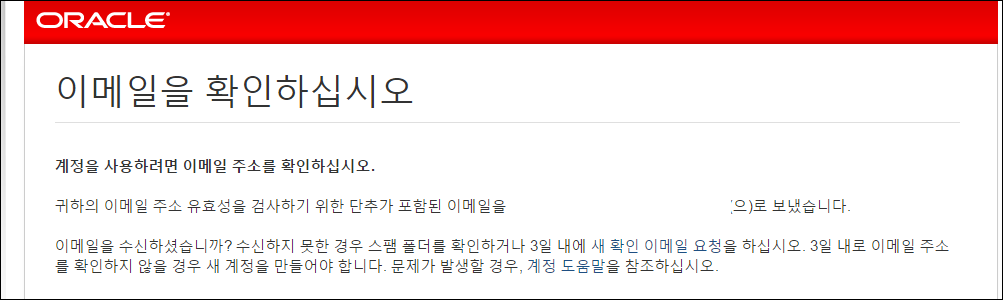 ORACLE®
이메일을 확인하십시오
계정을 사용하려면 이메일 주소를 확인하십시오.
귀하의 이메일 주소 유효성을 검사하기 위한 단추가 포함된 이메일을 (으)로 보냈습니다.
이메일을 수신하셨습니까? 수신하지 못한 경우 스팸 폴더를 확인하거나 3일 내에 새 확인 이메일 요청을 하십시오. 3일 내로 이메일 주소
를 확인하지 않을 경우 새 계정을 만들어야 합니다. 문제가 발생할 경우, 계정 도움말을 참조하십시오.